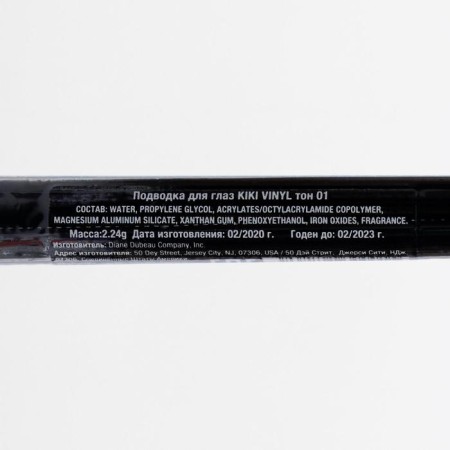 Подводка для глаз KIKI VINYL тон 01
СОСТАВ: WATER, PROPYLENE GLYCOL, ACRYLATES/OCTYLACRYLAMIDE COPOLYMER,
MAGNESIUM ALUMINUM SILICATE, XANTHAN GUM, PHENOXYETHANOL, IRON OXIDES, FRAGRANCE.
Масса:2.24g Дата изготовления: 02/2020 г. Годен до: 02/2023 г.
Изготовитель: Diane Dubeau Company, Inc.
Адрес изготовителя: 50 Dey Street, Jersey City, NJ, 07306, USA / 50 Дэй Стрит, Джерси Сити, НДж